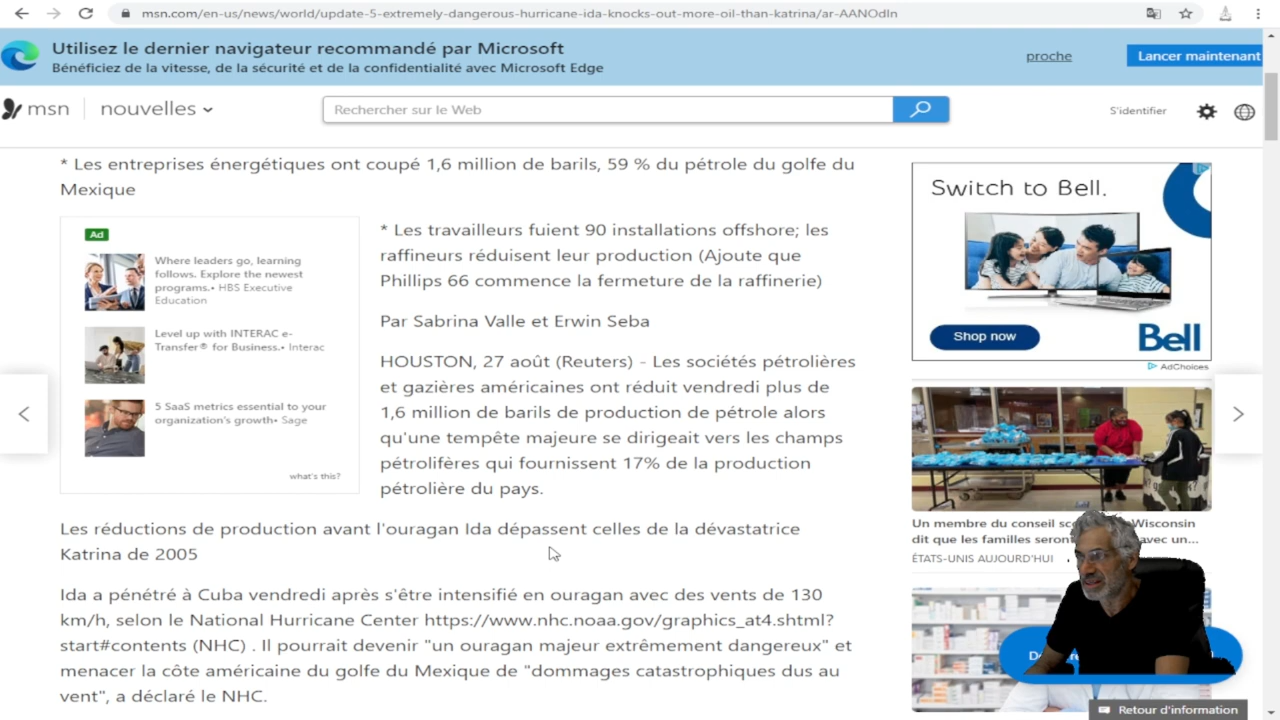 msn.com/en-us/news/world/update-5-extremely-dangerous-hurricane-ida-knocks-out-more-oil-than-katrina/ar-AANOdIn
Utilisez le dernier navigateur recommandé par Microsoft
Bénéficiez de la vitesse, de la sécurité et de la confidentialité avec Microsoft Edge
proche
Lancer maintenant
msn
nouvelles
Rechercher sur le Web
S'identifier
* Les entreprises énergétiques ont coupé 1,6 million de barils, 59 % du pétrole du golfe du
Mexique
Ad
Where leaders go, learning
follows. Explore the newest
programs.• HBS Executive
Education
Level up with INTERAC e-
Transfer® for Business.• Interac
5 SaaS metrics essential to your
organization's growth• Sage
what's this?
* Les travailleurs fuient 90 installations offshore; les
raffineurs réduisent leur production (Ajoute que
Phillips 66 commence la fermeture de la raffinerie)
Par Sabrina Valle et Erwin Seba
HOUSTON, 27 août (Reuters) - Les sociétés pétrolières
et gazières américaines ont réduit vendredi plus de
1,6 million de barils de production de pétrole alors
qu'une tempête majeure se dirigeait vers les champs
pétrolifères qui fournissent 17% de la production
pétrolière du pays.
Les réductions de production avant l'ouragan Ida dépassent celles de la dévastatrice
Katrina de 2005
Ida a pénétré à Cuba vendredi après s'être intensifié en ouragan avec des vents de 130
km/h, selon le National Hurricane Center https://www.nhc.noaa.gov/graphics_at4.shtml?
start#contents (NHC) . Il pourrait devenir "un ouragan majeur extrêmement dangereux" et
menacer la côte américaine du golfe du Mexique de "dommages catastrophiques dus au
vent", a déclaré le NHC.
Switch to Bell.
Shop now
Bell
AdChoices
Un membre du conseil Wisconsin
dit que les familles avec un...
ÉTATS-UNIS AUJOURD'HUI
Retour d'information